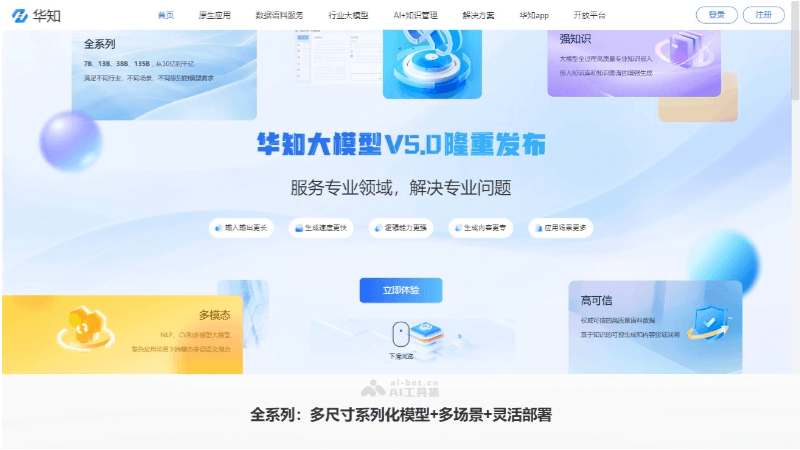 华知
首页
原生应用
数据语料服务
行业大模型
AI+知识管理
解决方案
华知app
开放平台
登录
注册
全系列
7B、13B、38B、135B，从10亿到千亿
满足不同行业、不同场景、不同级别的模型需求
强知识
大模型全过程高质量专业知识嵌入
华知大模型V5.0隆重发布
服务专业领域，解决专业问题
输入输出更长
生成速度更快
逻辑能力更强
生成内容更专
应用场景更多
立即体验
下滑浏览
多模态
NLP、CV和多模型大模型,
高可信
权威可信的高质量语料数据
基于知识的可控生成和内容验证回溯
ai-bot.cn
AI工具集
全系列：多尺寸系列化模型+多场景+灵活部署